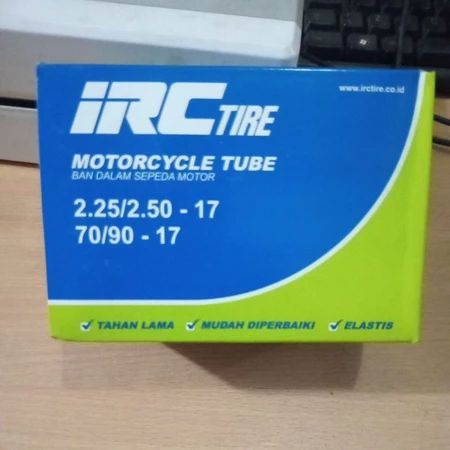 www.irctire.co.id
iRC TIRE
MOTORCYCLE TUBE
BAN DALAM SEPEDA MOTOR
2.25/2.50 - 17
70/90 - 17
✓ TAHAN LAMA ✓ MUDAH DIPERBAIKI ✓ ELASTIS